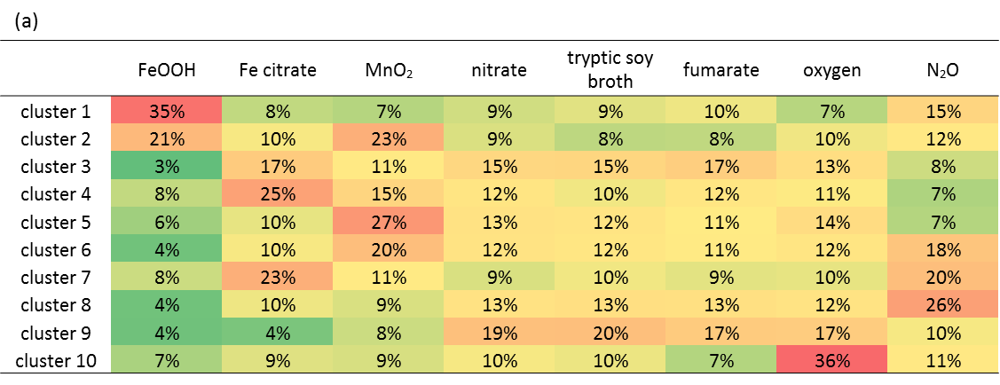 (a)
FeOOH Fe citrate MnO₂ nitrate tryptic soy broth fumarate oxygen N₂O
cluster 1 35% 8% 7% 9% 9% 10% 7% 15%
cluster 2 21% 10% 23% 9% 8% 8% 10% 12%
cluster 3 3% 17% 11% 15% 15% 17% 13% 8%
cluster 4 8% 25% 15% 12% 10% 12% 11% 7%
cluster 5 6% 10% 27% 13% 12% 11% 14% 7%
cluster 6 4% 10% 20% 12% 12% 11% 12% 18%
cluster 7 8% 23% 11% 9% 10% 9% 10% 20%
cluster 8 4% 10% 9% 13% 13% 13% 12% 26%
cluster 9 4% 4% 8% 19% 20% 17% 17% 10%
cluster 10 7% 9% 9% 10% 10% 7% 36% 11%